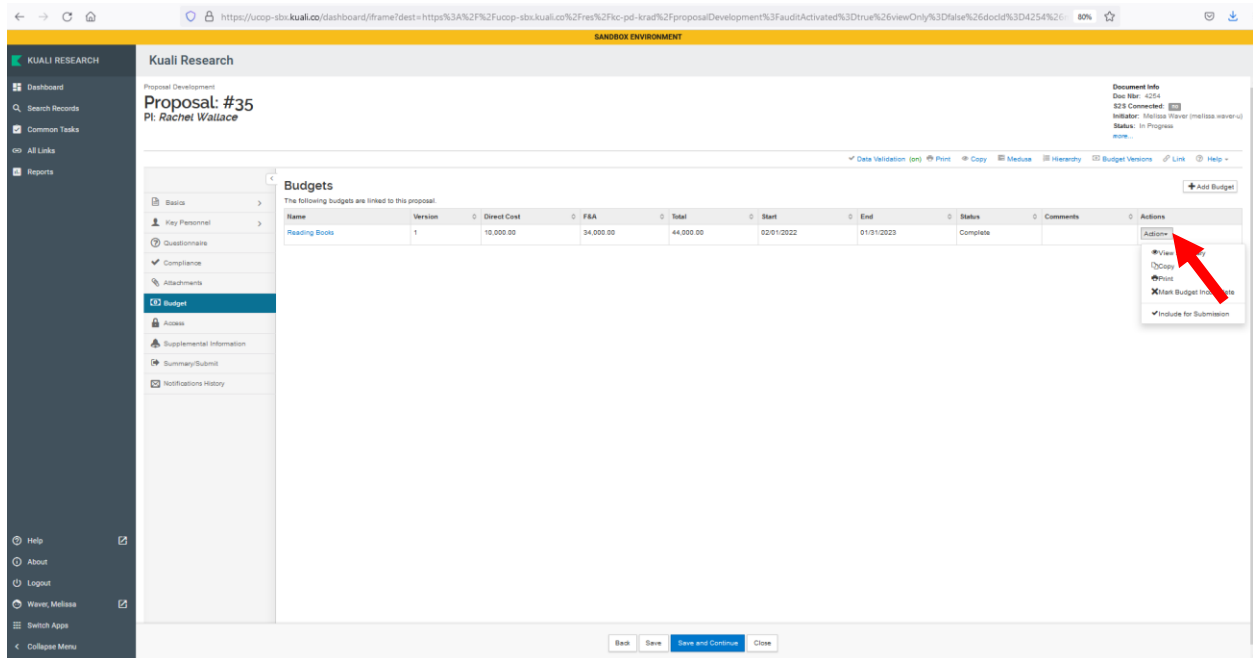 https://ucop-sbx.kuali.co/dashboard/iframe?dest=https%3A%2F%2Fucop-sbx.kuali.co%2Fres%2Fkc-pd-krad%2FproposalDevelopment%3FauditActivated%3Dtrue%26viewOnly%3Dfalse%26docId%3D4254%26 80%
SANDBOX ENVIRONMENT
KUALI RESEARCH
Kuali Research
Dashboard
Search Records
Common Tasks
All Links
Reports
Proposal Development
Proposal: #35
PI: Rachel Wallace
Document Info
Doc Nbr: 4254
S2S Connected: no
Initiator: Melissa Waver (melissa.waver-u)
Status: In Progress
more...
Data Validation (on) Print Copy Medusa Hierarchy Budget Versions Link Help
Basics
Key Personnel
Questionnaire
Compliance
Attachments
Budget
Access
Supplemental Information
Summary/Submit
Notifications History
Budgets
Add Budget
The following budgets are linked to this proposal.
Name Version Direct Cost F&A Total Start End Status Comments Actions
Reading Books 1 10,000.00 34,000.00 44,000.00 02/01/2022 01/31/2023 Complete Action
View
Copy
Print
Mark Budget
Include for Submission
Help
About
Logout
Waver, Melissa
Switch Apps
Collapse Menu
Back Save Save and Continue Close